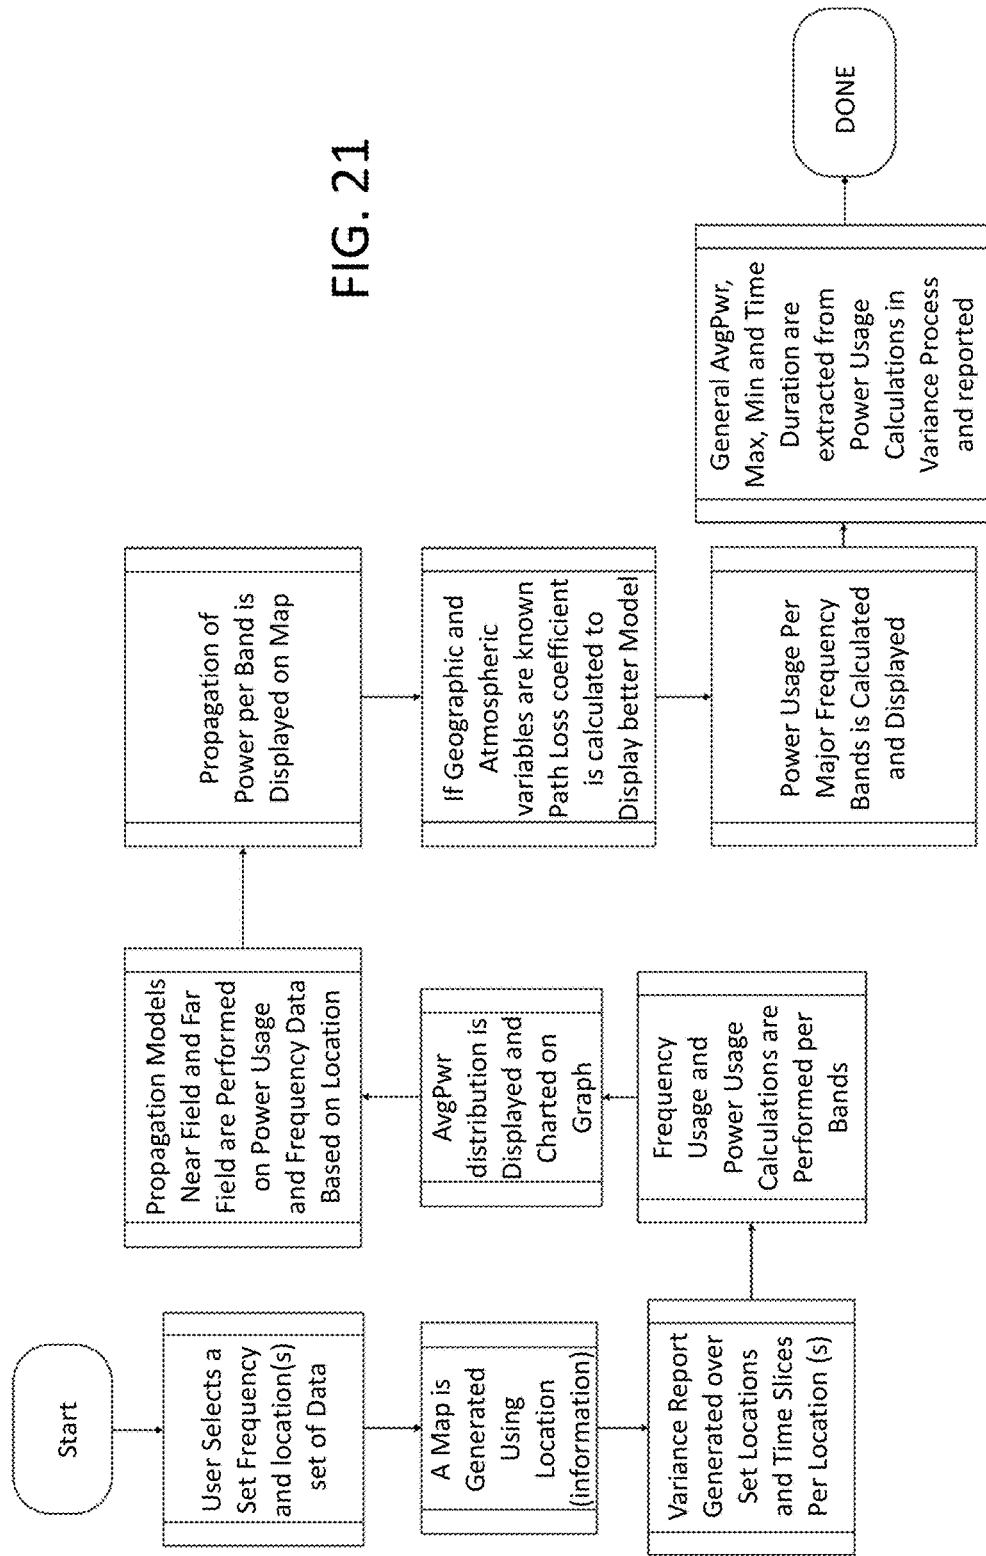 FIG. 21
Start
User Selects a
Set Frequency
and location(s)
set of Data
A Map is
Generated
Using
Location
(information)
Variance Report
Generated over
Set Locations
and Time Slices
Per Location (s)
Frequency
Usage and
Power Usage
Calculations are
Performed per
Bands
AvgPwr
distribution is
Displayed and
Charted on
Graph
Propagation Models
Near Field and Far
Field are Performed
on Power Usage
and Frequency Data
Based on Location
Propagation of
Power per Band is
Displayed on Map
If Geographic and
Atmospheric
variables are known
Path Loss coefficient
is calculated to
Display better Model
Power Usage Per
Major Frequency
Bands is Calculated
and Displayed
General AvgPwr,
Max, Min and Time
Duration are
extracted from
Power Usage
Calculations in
Variance Process
and reported
DONE